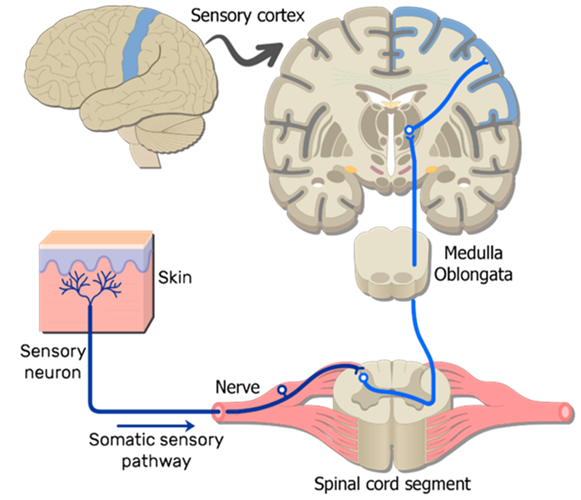 Sensory cortex
Medulla
Oblongata
Skin
Sensory
neuron
Nerve
Somatic sensory
pathway
Spinal cord segment